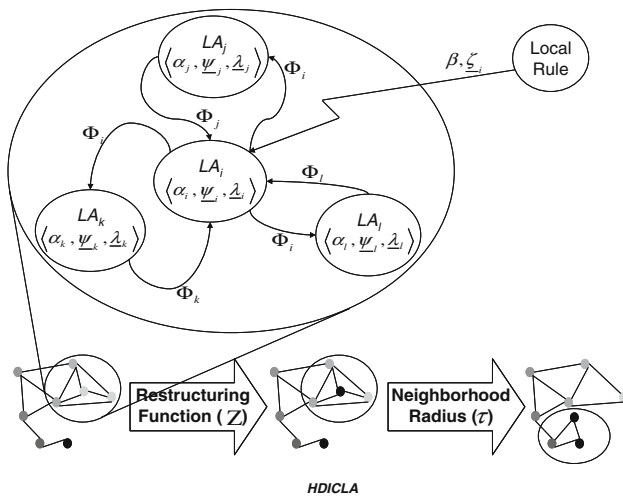 LA_j
⟨α_j, ψ_j, λ_j⟩
Φ_i
Φ_j
β, ζ_i
Local
Rule
Φ_i
LA_i
⟨α_i, ψ_i, λ_i⟩
Φ_l
LA_k
⟨α_k, ψ_k, λ_k⟩
Φ_i
LA_l
⟨α_l, ψ_l, λ_l⟩
Φ_k
Restructuring
Function (Z)
Neighborhood
Radius (τ)
HDICLA